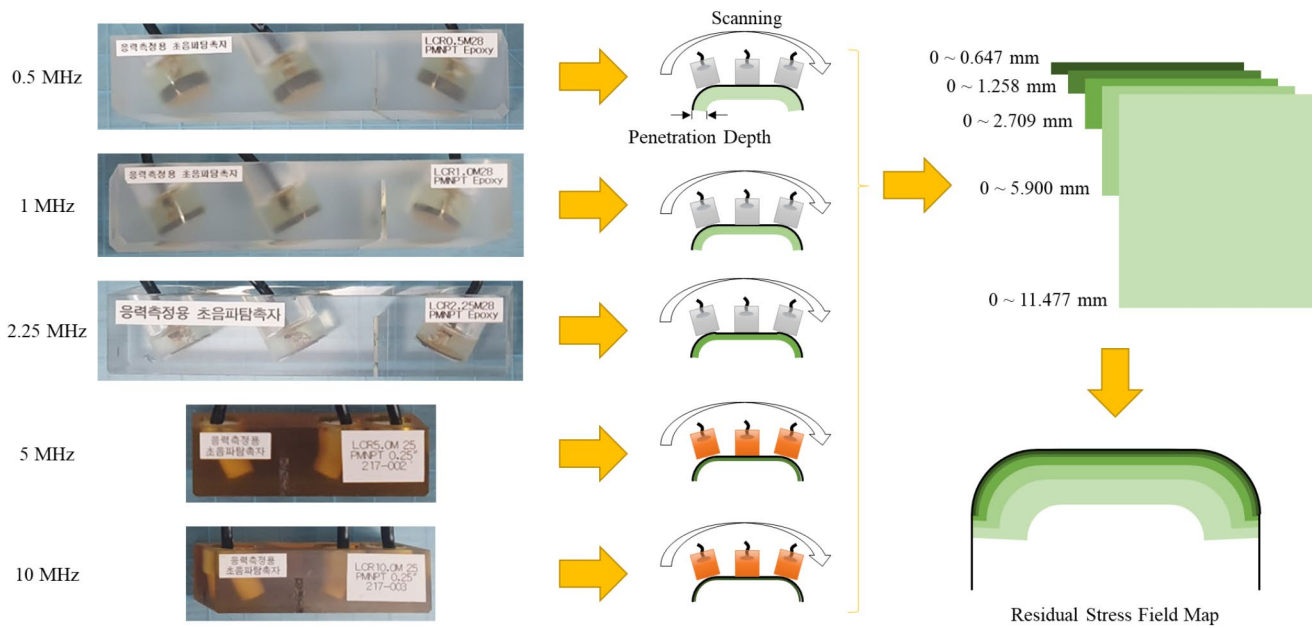 0.5 MHz
응력측정용 초음파탐촉자
LCR0.5M28
PMNPT Epoxy
Scanning
Penetration Depth
1 MHz
응력측정용 초음파탐촉자
LCR1.0M28
PMNPT Epoxy
2.25 MHz
응력측정용 초음파탐촉자
LCR2.25M28
PMNPT Epoxy
5 MHz
응력측정용
초음파탐촉자
LCR5.0M 25
PMNPT 0.25"
217-002
10 MHz
응력측정용
초음파탐촉자
LCR10.0M 25
PMNPT 0.25"
217-003
0 ~ 0.647 mm
0 ~ 1.258 mm
0 ~ 2.709 mm
0 ~ 5.900 mm
0 ~ 11.477 mm
Residual Stress Field Map